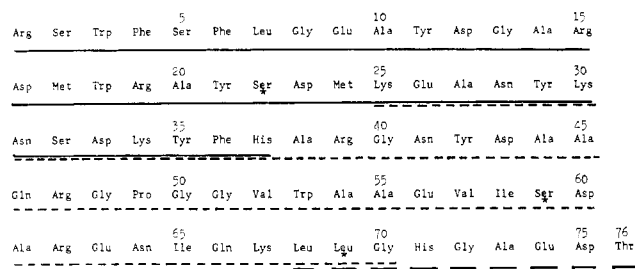 5 10 15
Arg Ser Trp Phe Ser Phe Leu Gly Glu Ala Tyr Asp Gly Ala Arg
20 25 30
Asp Met Trp Arg Ala Tyr Ser Asp Met Lys Glu Ala Asn Tyr Lys
*
35 40 45
Asn Ser Asp Lys Tyr Phe His Ala Arg Gly Asn Tyr Asp Ala Ala
50 55 60
Gln Arg Gly Pro Gly Gly Val Trp Ala Ala Glu Val Ile Ser Asp
*
65 70 75 76
Ala Arg Glu Asn Ile Gln Lys Leu Leu Gly His Gly Ala Glu Asp Thr
*